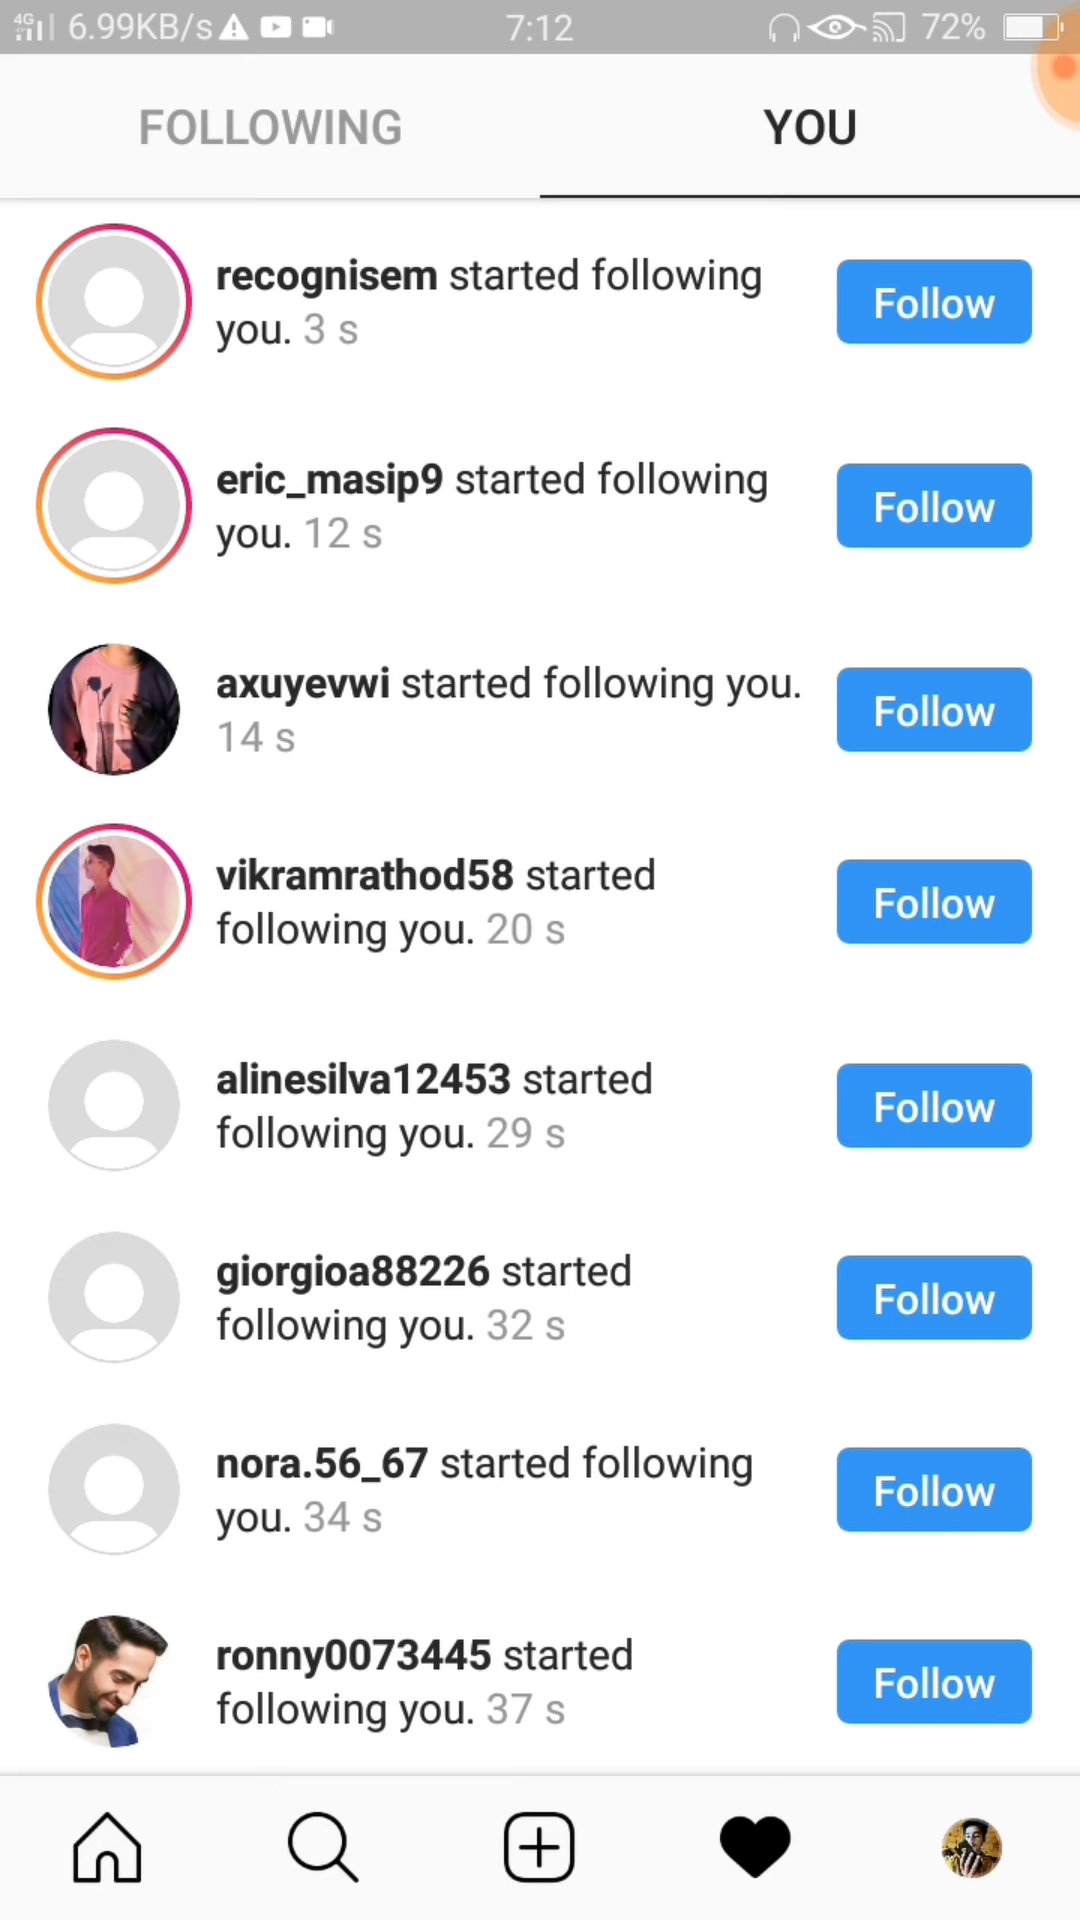 4G 6.99KB/s 7:12 72%
FOLLOWING YOU
recognisem started following
you. 3 s
Follow
eric_masip9 started following
you. 12 s
Follow
axuyevwi started following you.
14 s
Follow
vikramrathod58 started
following you. 20 s
Follow
alinesilva12453 started
following you. 29 s
Follow
giorgioa88226 started
following you. 32 s
Follow
nora.56_67 started following
you. 34 s
Follow
ronny0073445 started
following you. 37 s
Follow